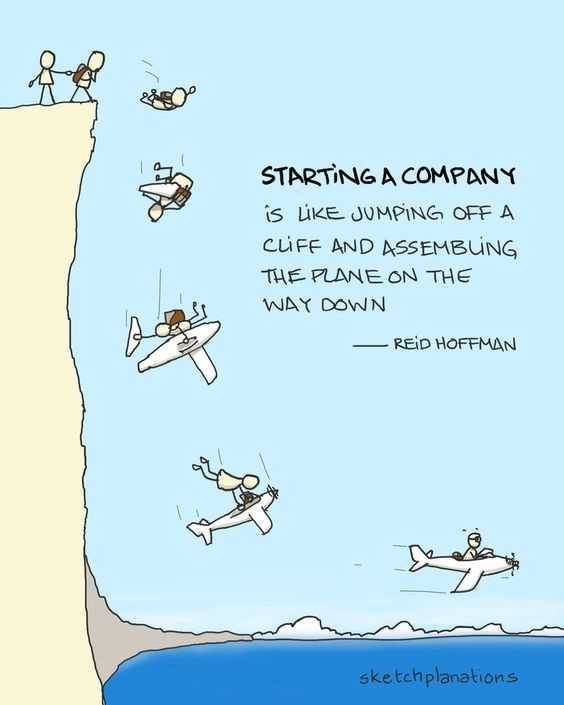 STARTING A COMPANY
is LIKE JUMPING OFF A
CLIFF AND ASSEMBLING
THE PLANE ON THE
WAY DOWN
— REID HOFFMAN
sketchplanations